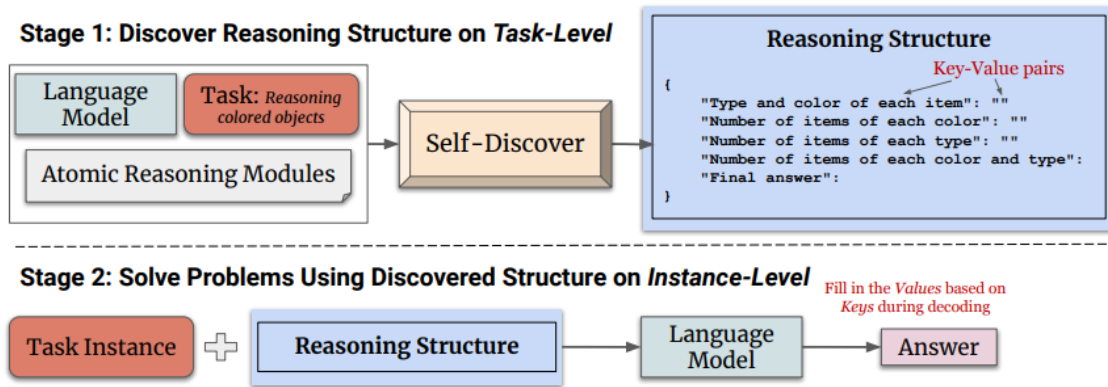 Stage 1: Discover Reasoning Structure on Task-Level
Language
Model
Task: Reasoning
colored objects
Atomic Reasoning Modules
Self-Discover
Reasoning Structure
Key-Value pairs
{
"Type and color of each item": ""
"Number of items of each color": ""
"Number of items of each type": ""
"Number of items of each color and type":
"Final answer":
}
Stage 2: Solve Problems Using Discovered Structure on Instance-Level
Task Instance
Reasoning Structure
Language
Model
Fill in the Values based on
Keys during decoding
Answer